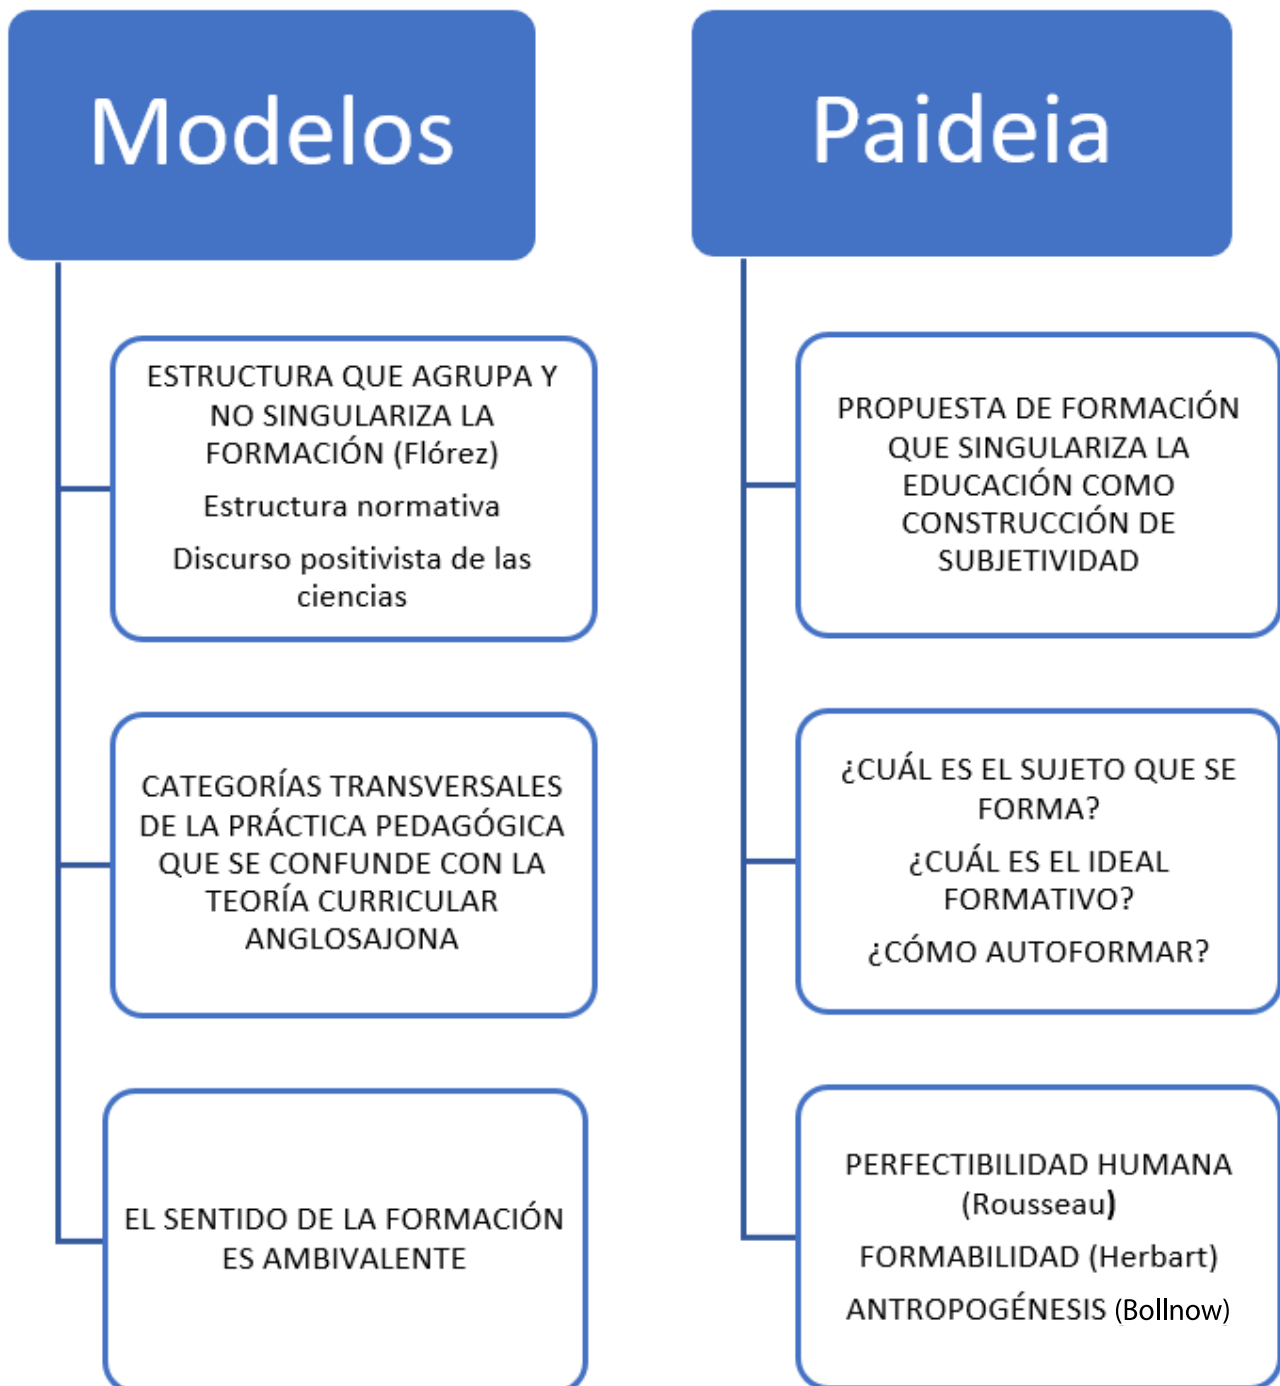 Modelos
ESTRUCTURA QUE AGRUPA Y
NO SINGULARIZA LA
FORMACIÓN (Flórez)
Estructura normativa
Discurso positivista de las
ciencias
CATEGORÍAS TRANSVERSALES
DE LA PRÁCTICA PEDAGÓGICA
QUE SE CONFUNDE CON LA
TEORÍA CURRICULAR
ANGLOSAJONA
EL SENTIDO DE LA FORMACIÓN
ES AMBIVALENTE
Paideia
PROPUESTA DE FORMACIÓN
QUE SINGULARIZA LA
EDUCACIÓN COMO
CONSTRUCCIÓN DE
SUBJETIVIDAD
¿CUÁL ES EL SUJETO QUE SE
FORMA?
¿CUÁL ES EL IDEAL
FORMATIVO?
¿CÓMO AUTOFORMAR?
PERFECTIBILIDAD HUMANA
(Rousseau)
FORMABILIDAD (Herbart)
ANTROPOGÉNESIS (Bollnow)